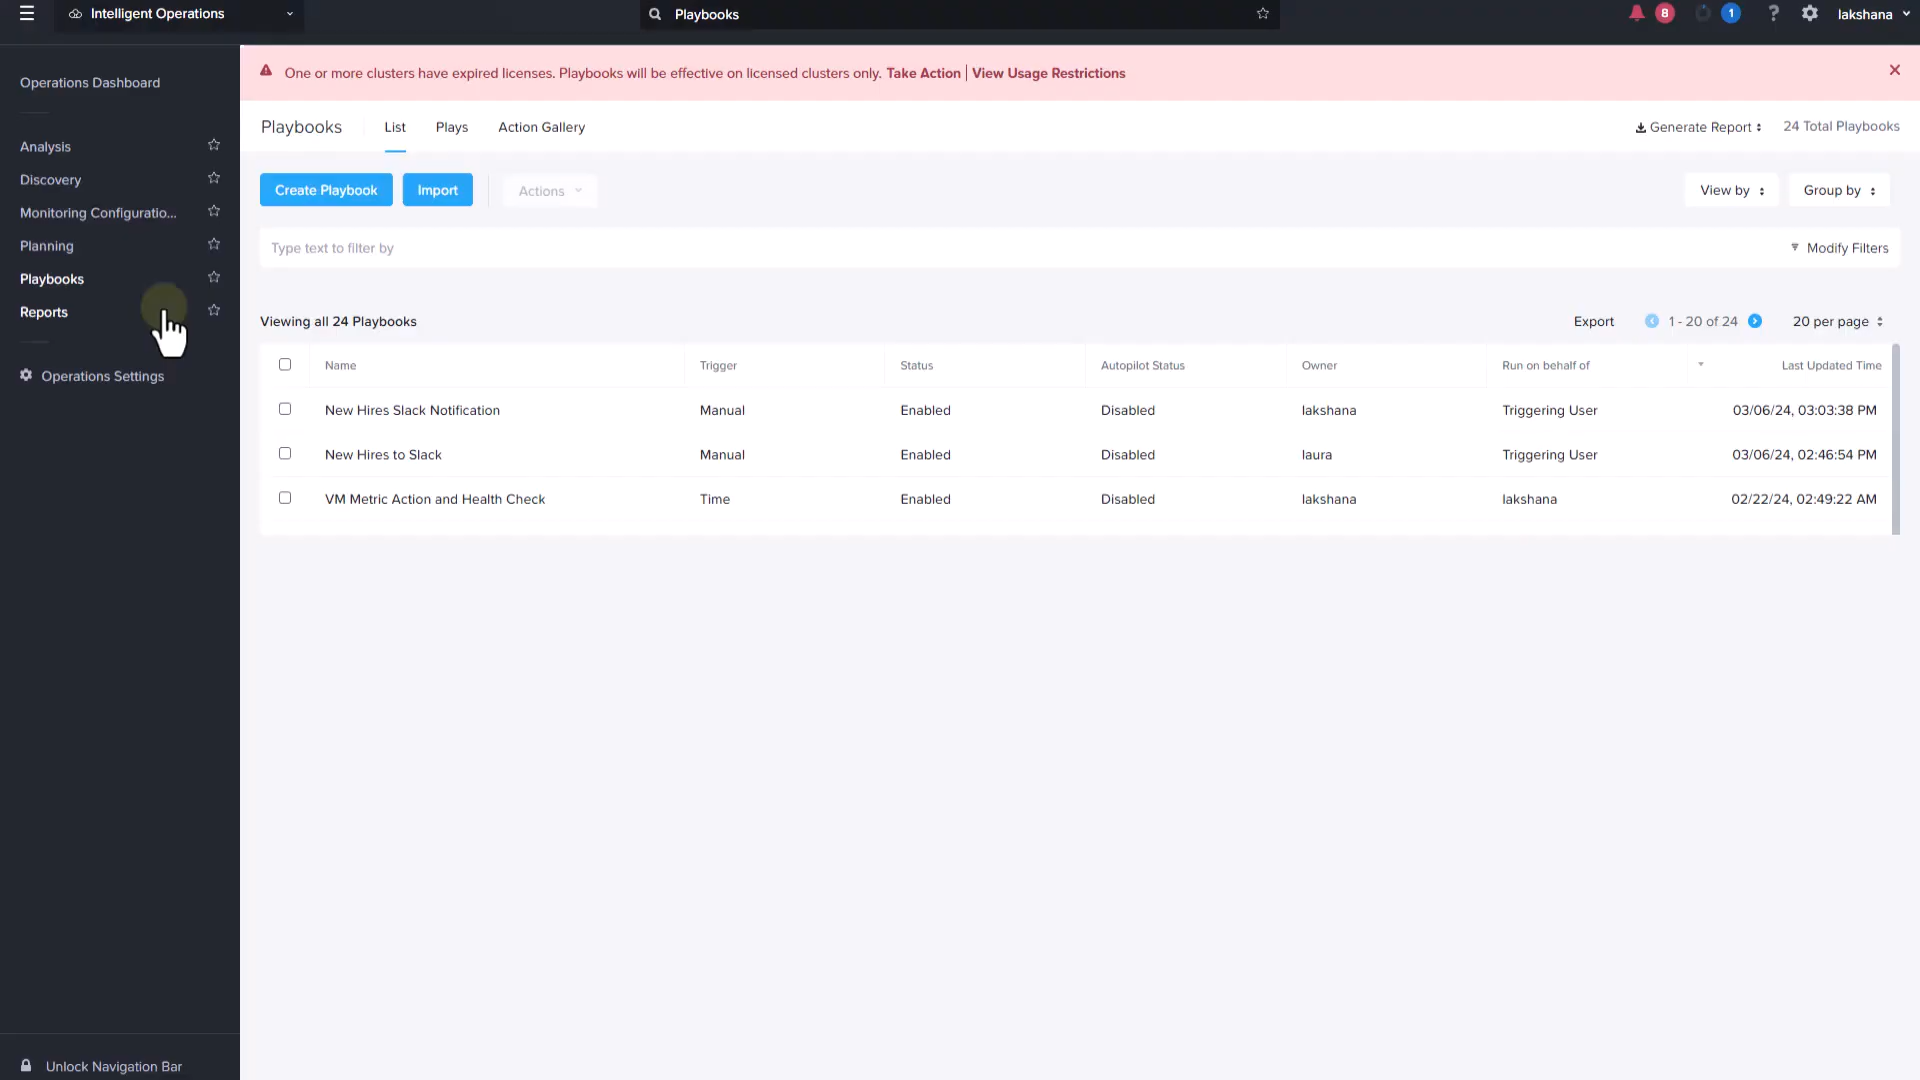 Intelligent Operations
Playbooks
8
1
?
lakshana
Operations Dashboard
Analysis
Discovery
Monitoring Configuratio...
Planning
Playbooks
Reports
Operations Settings
Unlock Navigation Bar
One or more clusters have expired licenses. Playbooks will be effective on licensed clusters only. Take Action | View Usage Restrictions
Playbooks List Plays Action Gallery Generate Report 24 Total Playbooks
Create Playbook Import Actions View by Group by
Type text to filter by Modify Filters
Viewing all 24 Playbooks Export 1 - 20 of 24 20 per page
Name Trigger Status Autopilot Status Owner Run on behalf of Last Updated Time
New Hires Slack Notification Manual Enabled Disabled lakshana Triggering User 03/06/24, 03:03:38 PM
New Hires to Slack Manual Enabled Disabled laura Triggering User 03/06/24, 02:46:54 PM
VM Metric Action and Health Check Time Enabled Disabled lakshana lakshana 02/22/24, 02:49:22 AM